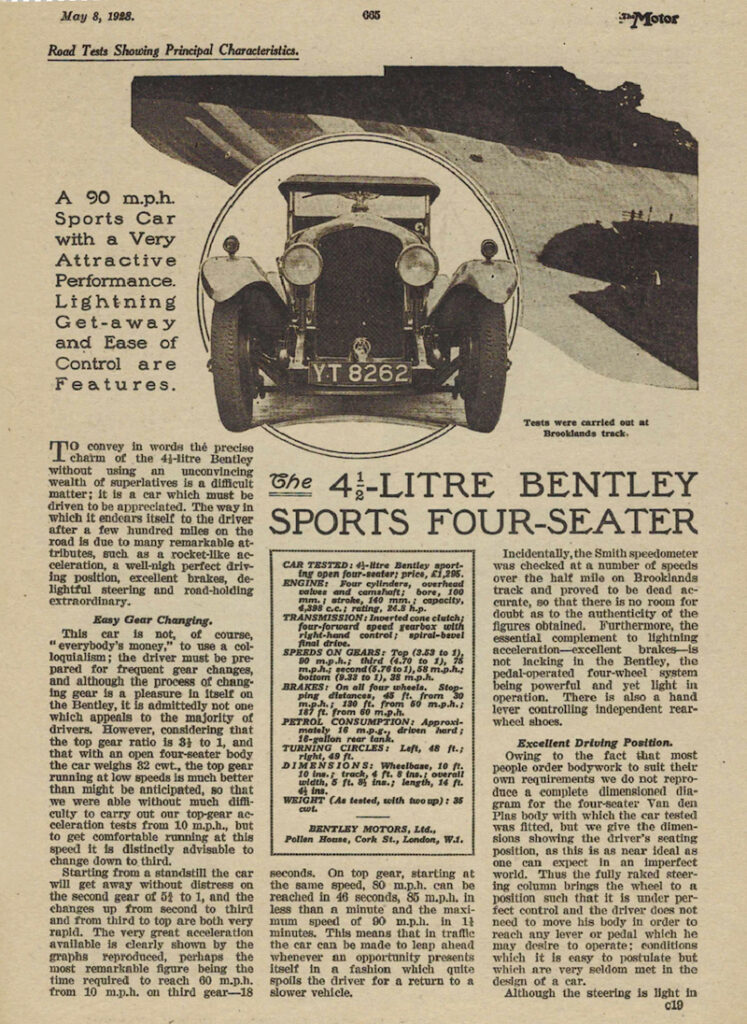 May 8, 1928.
665
The Motor
Road Tests Showing Principal Characteristics.
A 90 m.p.h.
Sports Car
with a Very
Attractive
Performance.
Lightning
Get-away
and Ease of
Control are
Features.
YT 8262
Tests were carried out at
Brooklands track.
The 4½-LITRE BENTLEY
SPORTS FOUR-SEATER
TO convey in words the precise
charm of the 4½-litre Bentley
without using an unconvincing
wealth of superlatives is a difficult
matter; it is a car which must be
driven to be appreciated. The way in
which it endears itself to the driver
after a few hundred miles on the
road is due to many remarkable at-
tributes, such as a rocket-like ac-
celeration, a well-nigh perfect driv-
ing position, excellent brakes, de-
lightful steering and road-holding
extraordinary.
Easy Gear Changing.
This car is not, of course,
" everybody's money," to use a col-
loquialism; the driver must be pre-
pared for frequent gear changes,
and although the process of chang-
ing gear is a pleasure in itself on
the Bentley, it is admittedly not one
which appeals to the majority of
drivers. However, considering that
the top gear ratio is 3½ to 1, and
that with an open four-seater body
the car weighs 32 cwt., the top gear
running at low speeds is much better
than might be anticipated, so that
we were able without much diffi-
culty to carry out our top-gear ac-
celeration tests from 10 m.p.h., but
to get comfortable running at this
speed it is distinctly advisable to
change down to third.
Starting from a standstill the car
will get away without distress on
the second gear of 5¾ to 1, and the
changes up from second to third
and from third to top are both very
rapid. The very great acceleration
available is clearly shown by the
graphs reproduced, perhaps the
most remarkable figure being the
time required to reach 60 m.p.h.
from 10 m.p.h. on third gear—18
CAR TESTED: 4½-litre Bentley sport-
ing open four-seater; price, £1,295.
ENGINE: Four cylinders, overhead
valves and camshaft; bore, 100
mm.; stroke, 140 mm.; capacity,
4,398 c.c.; rating, 24.8 h.p.
TRANSMISSION: Inverted cone clutch;
four-forward speed gearbox with
right-hand control; spiral-bevel
final drive.
SPEEDS ON GEARS: Top (3.53 to 1),
90 m.p.h.; third (4.70 to 1), 75
m.p.h.; second (5.76 to 1), 58 m.p.h.;
bottom (9.33 to 1), 38 m.p.h.
BRAKES: On all four wheels. Stop-
ping distances, 45 ft. from 30
m.p.h.; 130 ft. from 50 m.p.h.;
187 ft. from 60 m.p.h.
PETROL CONSUMPTION: Approxi-
mately 16 m.p.g., driven hard;
16-gallon rear tank.
TURNING CIRCLES: Left, 48 ft.;
right, 49 ft.
DIMENSIONS: Wheelbase, 10 ft.
10 ins.; track, 4 ft. 8 ins.; overall
width, 5 ft. 8½ ins.; length, 14 ft.
4½ ins.
WEIGHT (As tested, with two up): 35
cwt.
BENTLEY MOTORS, Ltd.,
Pollen House, Cork St., London, W.1.
seconds. On top gear, starting at
the same speed, 80 m.p.h. can be
reached in 46 seconds, 85 m.p.h. in
less than a minute and the maxi-
mum speed of 90 m.p.h. in 1¼
minutes. This means that in traffic
the car can be made to leap ahead
whenever an opportunity presents
itself in a fashion which quite
spoils the driver for a return to a
slower vehicle.
Incidentally, the Smith speedometer
was checked at a number of speeds
over the half mile on Brooklands
track and proved to be dead ac-
curate, so that there is no room for
doubt as to the authenticity of the
figures obtained. Furthermore, the
essential complement to lightning
acceleration—excellent brakes—is
not lacking in the Bentley, the
pedal-operated four-wheel system
being powerful and yet light in
operation. There is also a hand
lever controlling independent rear-
wheel shoes.
Excellent Driving Position.
Owing to the fact that most
people order bodywork to suit their
own requirements we do not repro-
duce a complete dimensioned dia-
gram for the four-seater Van den
Plas body with which the car tested
was fitted, but we give the dimen-
sions showing the driver's seating
position, as this is as near ideal as
one can expect in an imperfect
world. Thus the fully raked steer-
ing column brings the wheel to a
position such that it is under per-
fect control and the driver does not
need to move his body in order to
reach any lever or pedal which he
may desire to operate; conditions
which it is easy to postulate but
which are very seldom met in the
design of a car.
Although the steering is light in
c19